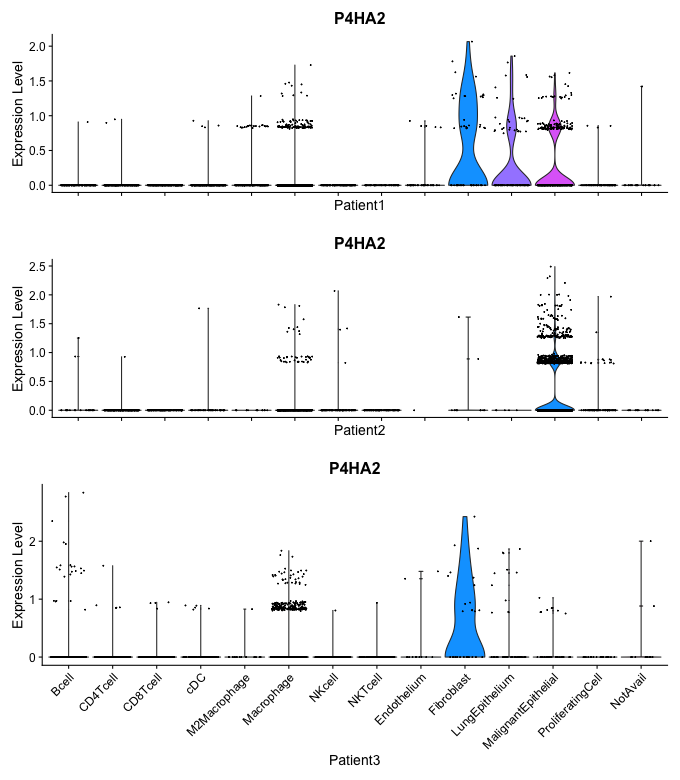 P4HA2
Expression Level
2.0
1.5
1.0
0.5
0.0
Patient1
P4HA2
Expression Level
2.5
2.0
1.5
1.0
0.5
0.0
Patient2
P4HA2
Expression Level
2
1
0
Bcell
CD4Tcell
CD8Tcell
cDC
M2Macrophage
Macrophage
NKcell
NKTcell
Endothelium
Fibroblast
LungEpithelium
MalignantEpithelial
ProliferatingCell
NotAvail
Patient3